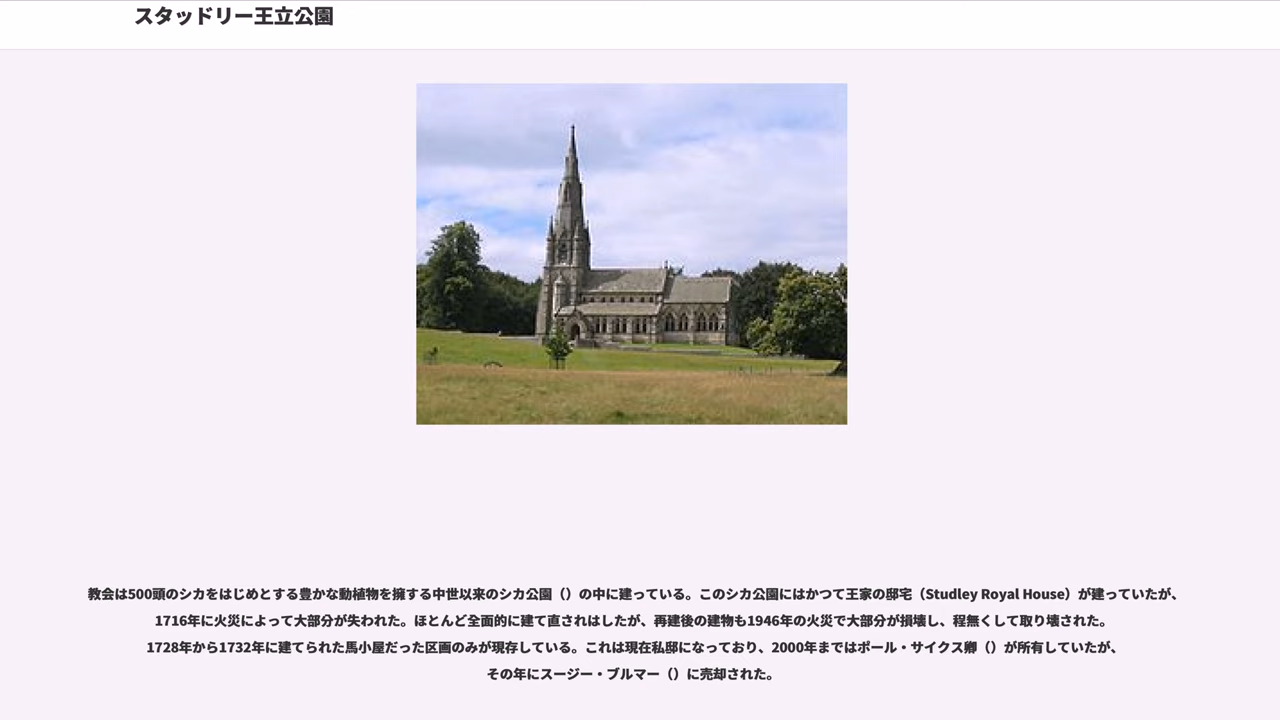 スタッドリー王立公園
教会は500頭のシカをはじめとする豊かな動植物を擁する中世以来のシカ公園（）の中に建っている。このシカ公園にはかつて王家の邸宅（Studley Royal House）が建っていたが、
1716年に火災によって大部分が失われた。ほとんど全面的に建て直されはしたが、再建後の建物も1946年の火災で大部分が損壊し、程無くして取り壊された。
1728年から1732年に建てられた馬小屋だった区画のみが現存している。これは現在私邸になっており、2000年まではポール・サイクス卿（）が所有していたが、
その年にスージー・ブルマー（）に売却された。